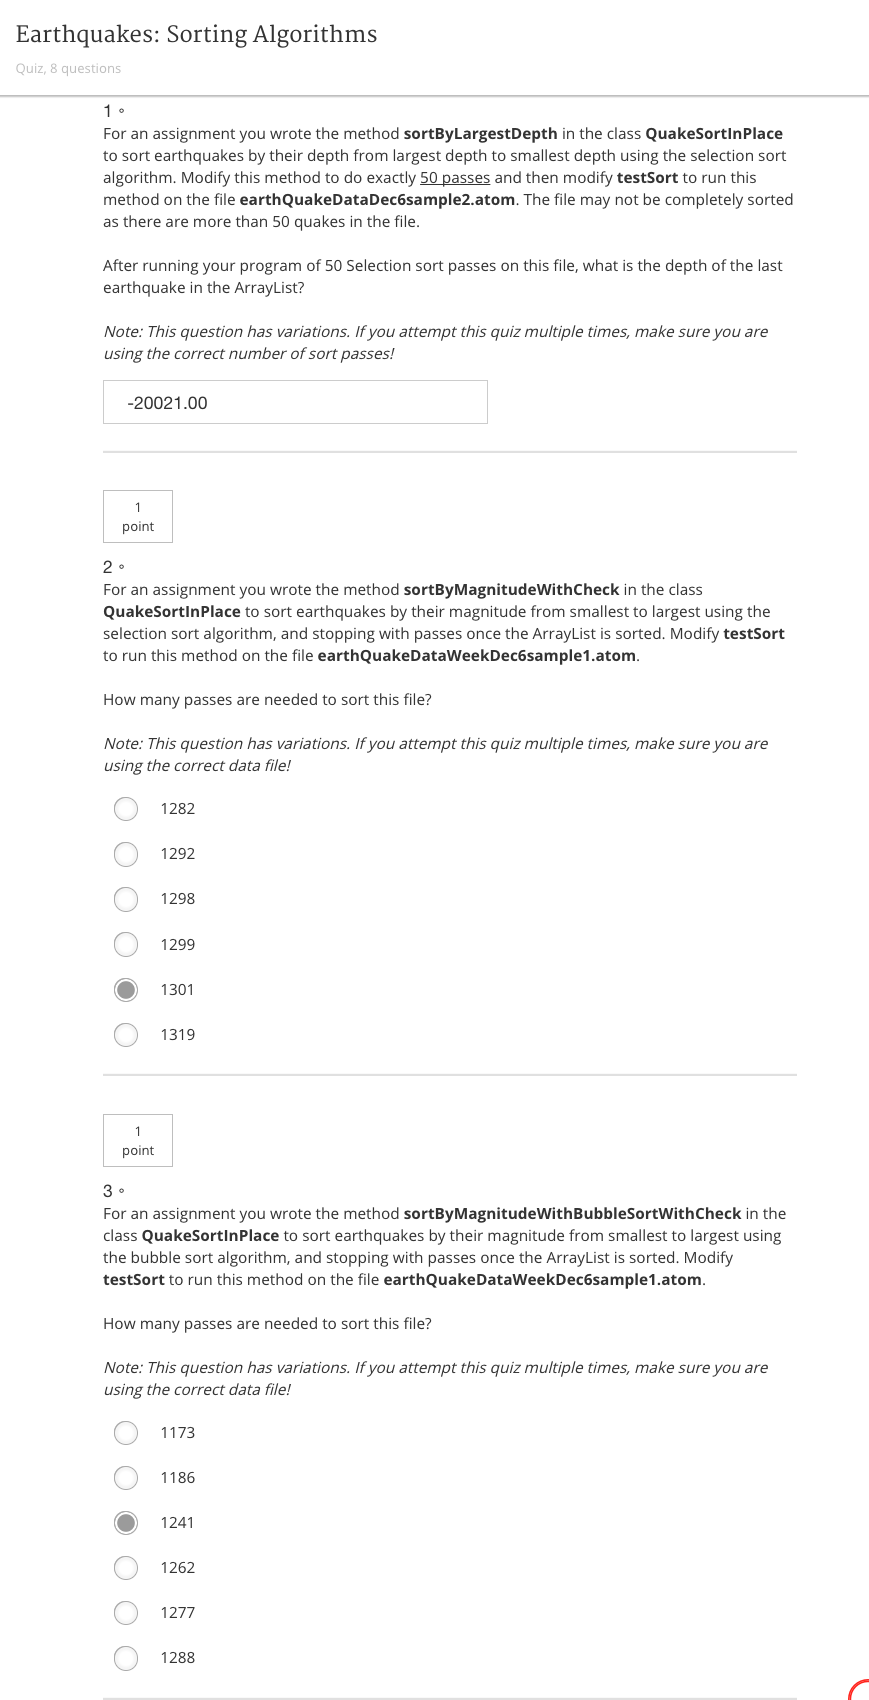 Earthquakes: Sorting Algorithms
Quiz, 8 questions
1 °
For an assignment you wrote the method sortByLargestDepth in the class QuakeSortInPlace
to sort earthquakes by their depth from largest depth to smallest depth using the selection sort
algorithm. Modify this method to do exactly 50 passes and then modify testSort to run this
method on the file earthQuakeDataDec6sample2.atom. The file may not be completely sorted
as there are more than 50 quakes in the file.
After running your program of 50 Selection sort passes on this file, what is the depth of the last
earthquake in the ArrayList?
Note: This question has variations. If you attempt this quiz multiple times, make sure you are
using the correct number of sort passes!
-20021.00
1
point
2 °
For an assignment you wrote the method sortByMagnitudeWithCheck in the class
QuakeSortInPlace to sort earthquakes by their magnitude from smallest to largest using the
selection sort algorithm, and stopping with passes once the ArrayList is sorted. Modify testSort
to run this method on the file earthQuakeDataWeekDec6sample1.atom.
How many passes are needed to sort this file?
Note: This question has variations. If you attempt this quiz multiple times, make sure you are
using the correct data file!
1282
1292
1298
1299
1301
1319
1
point
3 °
For an assignment you wrote the method sortByMagnitudeWithBubbleSortWithCheck in the
class QuakeSortInPlace to sort earthquakes by their magnitude from smallest to largest using
the bubble sort algorithm, and stopping with passes once the ArrayList is sorted. Modify
testSort to run this method on the file earthQuakeDataWeekDec6sample1.atom.
How many passes are needed to sort this file?
Note: This question has variations. If you attempt this quiz multiple times, make sure you are
using the correct data file!
1173
1186
1241
1262
1277
1288